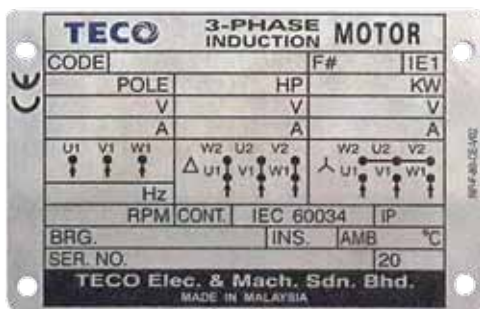 TECO 3-PHASE INDUCTION MOTOR
CODE F# IE1
POLE HP KW
V V V
A A A
U1 V1 W1 Δ W2 U2 V2 W2 U2 V2
U1 V1 W1 U1 V1 W1
Hz
RPM CONT. IEC 60034 IP
BRG. INS. AMB °C
SER. NO. 20
TECO Elec. & Mach. Sdn. Bhd.
MADE IN MALAYSIA
CE